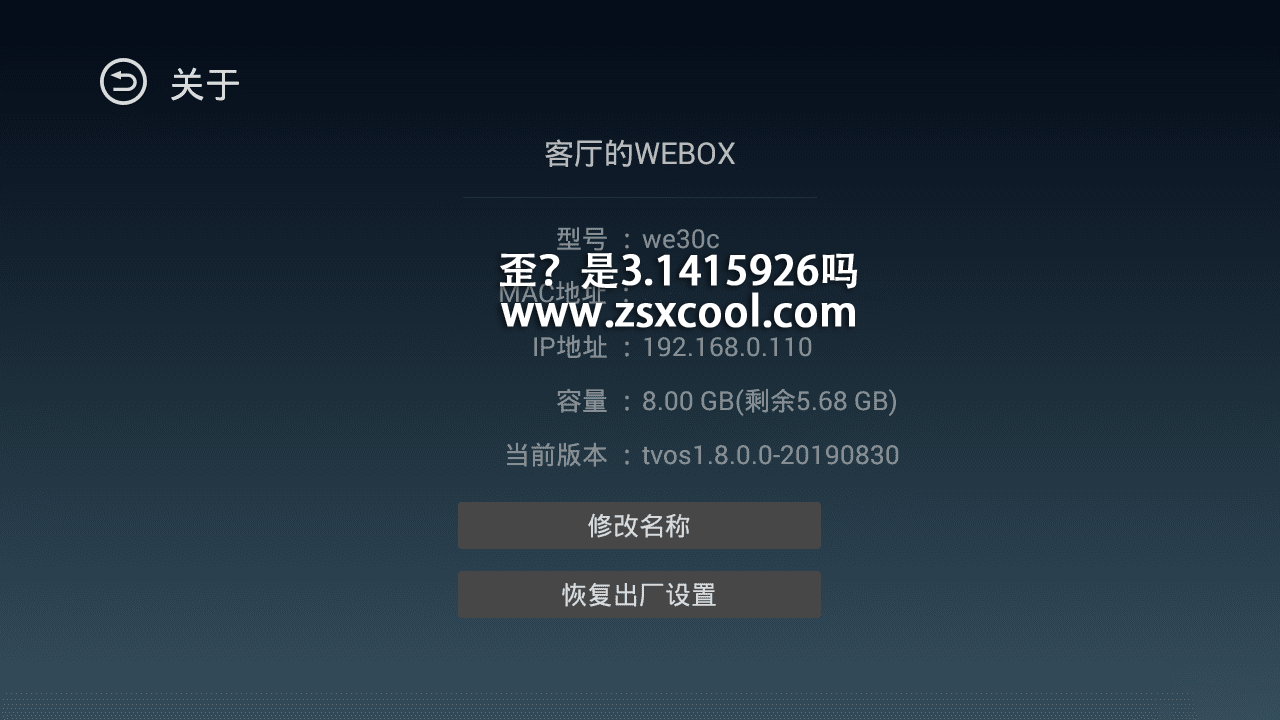 关于
客厅的WEBOX
型号 : we30c
歪？是3.1415926吗
MAC地址 :
www.zsxcool.com
IP地址 : 192.168.0.110
容量 : 8.00 GB(剩余5.68 GB)
当前版本 : tvos1.8.0.0-20190830
修改名称
恢复出厂设置